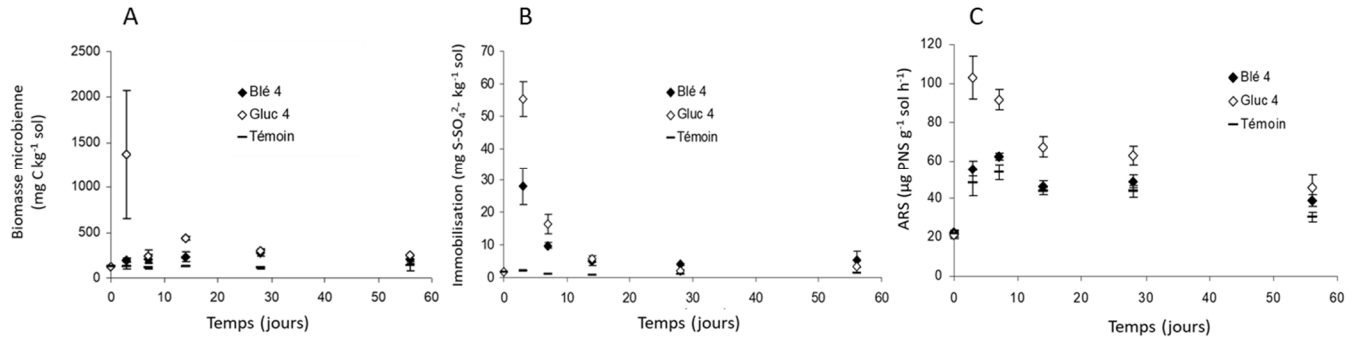 A
Biomasse microbienne
(mg C kg⁻¹ sol)
2500
2000
1500
1000
500
0
0 10 20 30 40 50 60
Temps (jours)
Blé 4
Gluc 4
Témoin
B
Immobilisation (mg S-SO₄²⁻ kg⁻¹ sol)
70
60
50
40
30
20
10
0
0 10 20 30 40 50 60
Temps (jours)
Blé 4
Gluc 4
Témoin
C
ARS (µg PNS g⁻¹ sol h⁻¹)
120
100
80
60
40
20
0
0 10 20 30 40 50 60
Temps (jours)
Blé 4
Gluc 4
Témoin